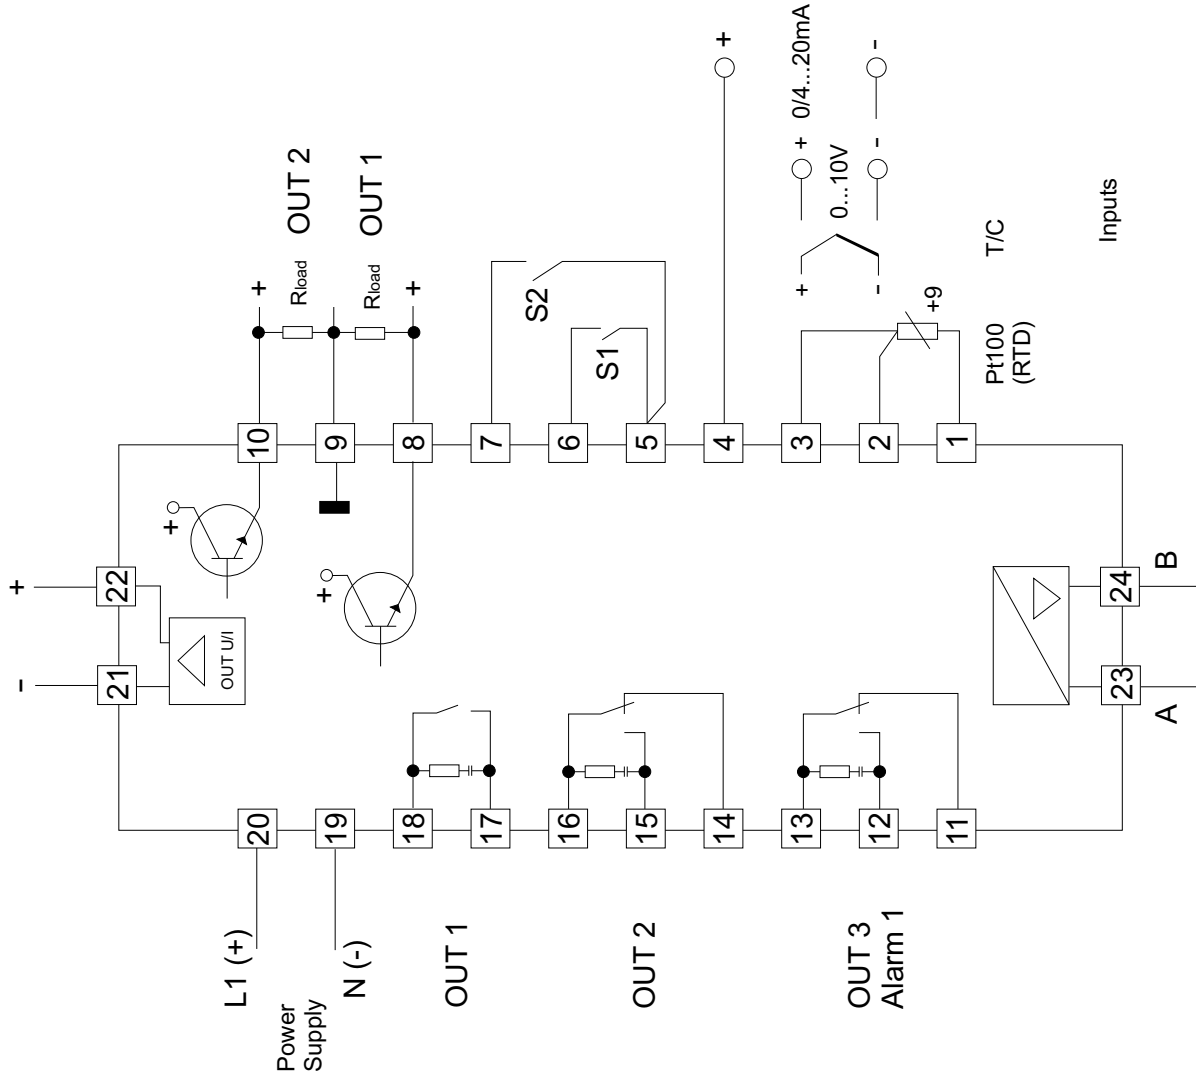 -
+
21
22
OUT U/I
Power
Supply
L1 (+)
N (-)
20
19
+
+
10
9
8
+
Rload
OUT 2
Rload
OUT 1
+
OUT 1
18
17
7
6
5
S1
S2
OUT 2
16
15
14
4
+
OUT 3
Alarm 1
13
12
11
3
2
1
+
-
+9
+
0...10V
-
0/4...20mA
-
Pt100
(RTD)
T/C
Inputs
A
23
24
B